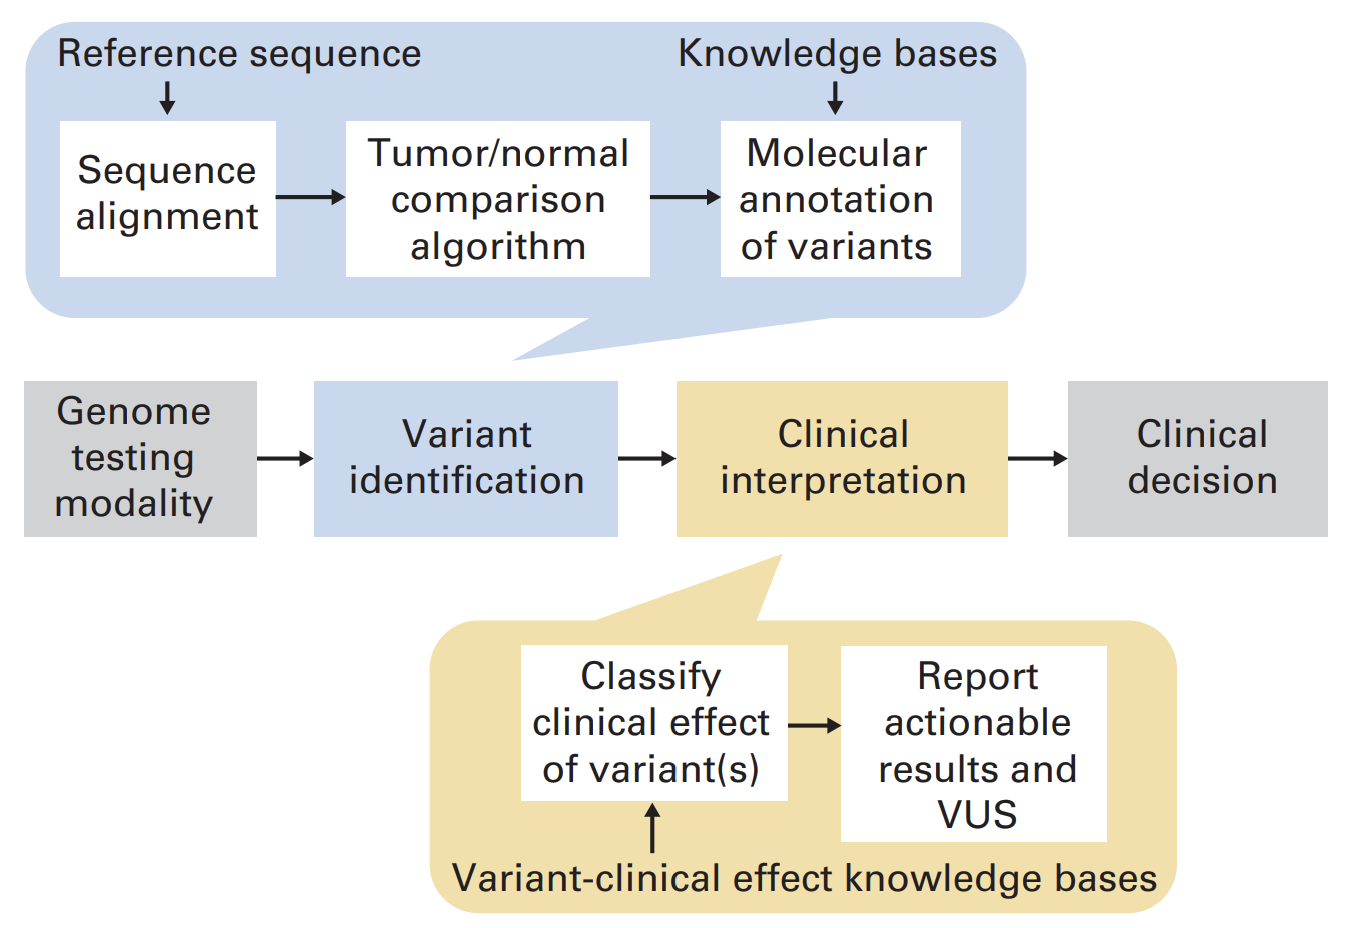 Reference sequence
Knowledge bases
Sequence
alignment
Tumor/normal
comparison
algorithm
Molecular
annotation
of variants
Genome
testing
modality
Variant
identification
Clinical
interpretation
Clinical
decision
Classify
clinical effect
of variant(s)
Report
actionable
results and
VUS
Variant-clinical effect knowledge bases